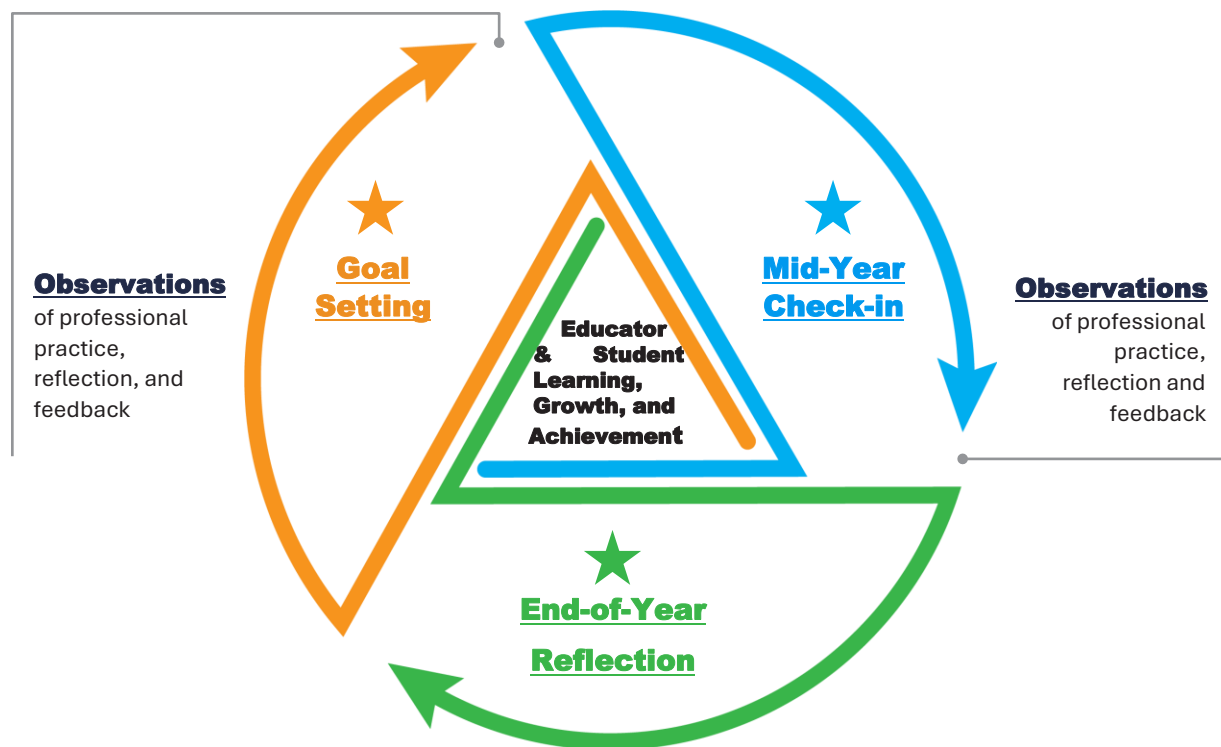 Observations
of professional
practice,
reflection, and
feedback
Goal
Setting
Educator
& Student
Learning,
Growth, and
Achievement
Mid-Year
Check-in
Observations
of professional
practice,
reflection and
feedback
End-of-Year
Reflection